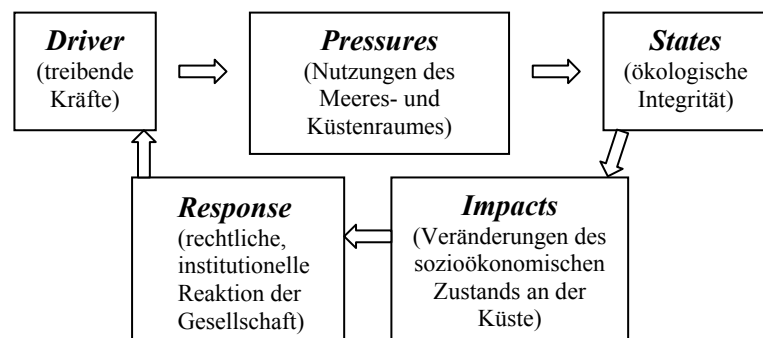 Driver
(treibende
Kräfte)
Pressures
(Nutzungen des
Meeres- und
Küstenraumes)
States
(ökologische
Integrität)
Response
(rechtliche,
institutionelle
Reaktion der
Gesellschaft)
Impacts
(Veränderungen des
sozioökonomischen
Zustands an der
Küste)